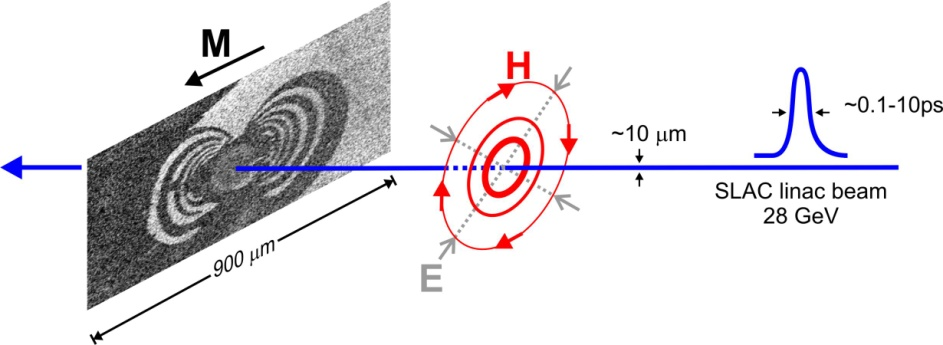 M
H
E
900 μm
~10 μm
~0.1-10ps
SLAC linac beam
28 GeV